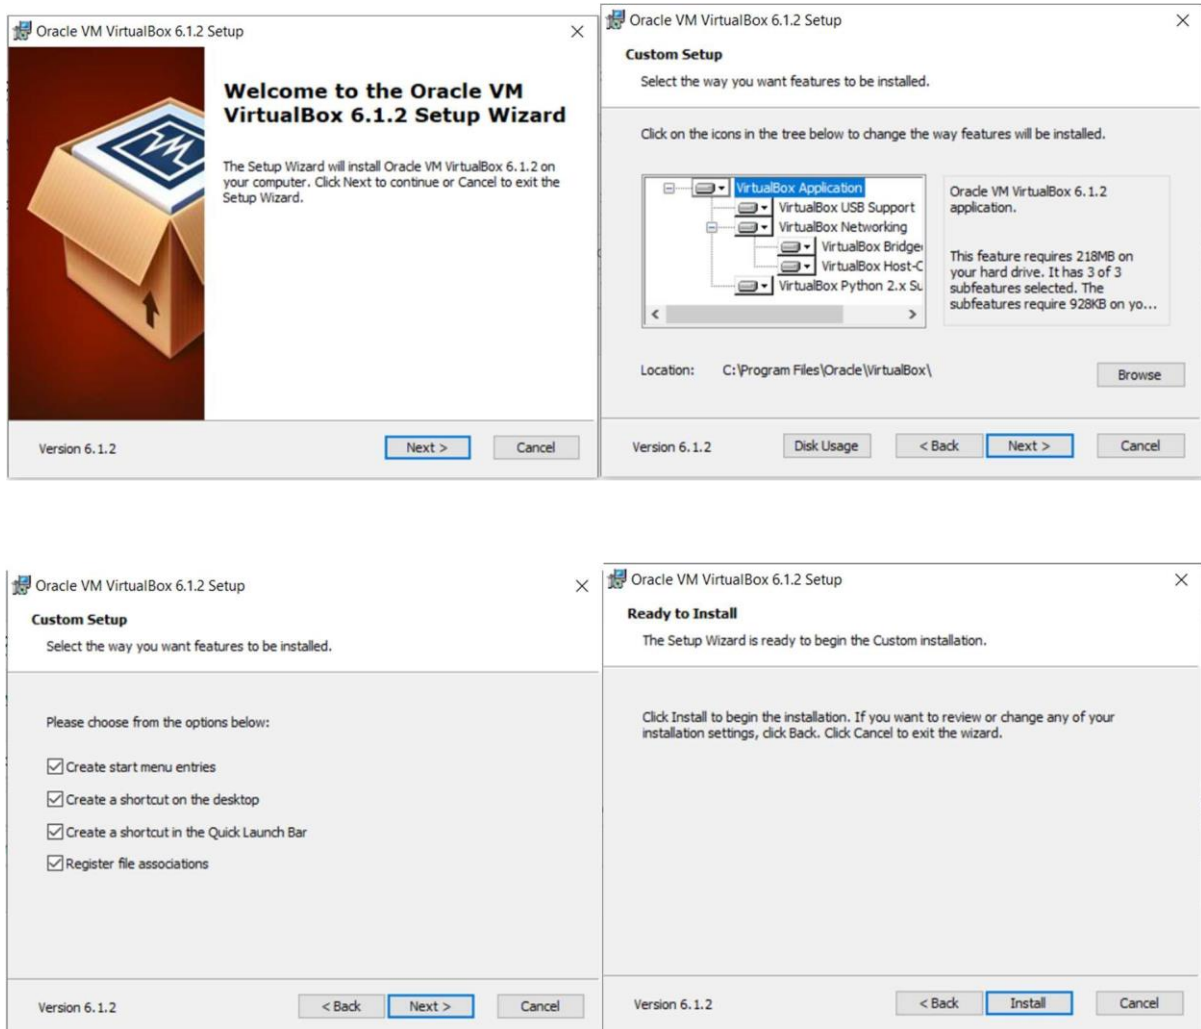 Oracle VM VirtualBox 6.1.2 Setup
Welcome to the Oracle VM
VirtualBox 6.1.2 Setup Wizard
The Setup Wizard will install Oracle VM VirtualBox 6.1.2 on
your computer. Click Next to continue or Cancel to exit the
Setup Wizard.
Version 6.1.2
Next >
Cancel
Oracle VM VirtualBox 6.1.2 Setup
Custom Setup
Select the way you want features to be installed.
Click on the icons in the tree below to change the way features will be installed.
VirtualBox Application
VirtualBox USB Support
VirtualBox Networking
VirtualBox Bridge
VirtualBox Host-C
VirtualBox Python 2.x Su
Oracle VM VirtualBox 6.1.2
application.
This feature requires 218MB on
your hard drive. It has 3 of 3
subfeatures selected. The
subfeatures require 928KB on yo...
Location: C:\Program Files\Oracle\VirtualBox\
Browse
Version 6.1.2
Disk Usage
< Back
Next >
Cancel
Oracle VM VirtualBox 6.1.2 Setup
Custom Setup
Select the way you want features to be installed.
Please choose from the options below:
Create start menu entries
Create a shortcut on the desktop
Create a shortcut in the Quick Launch Bar
Register file associations
Version 6.1.2
< Back
Next >
Cancel
Oracle VM VirtualBox 6.1.2 Setup
Ready to Install
The Setup Wizard is ready to begin the Custom installation.
Click Install to begin the installation. If you want to review or change any of your
installation settings, click Back. Click Cancel to exit the wizard.
Version 6.1.2
< Back
Install
Cancel